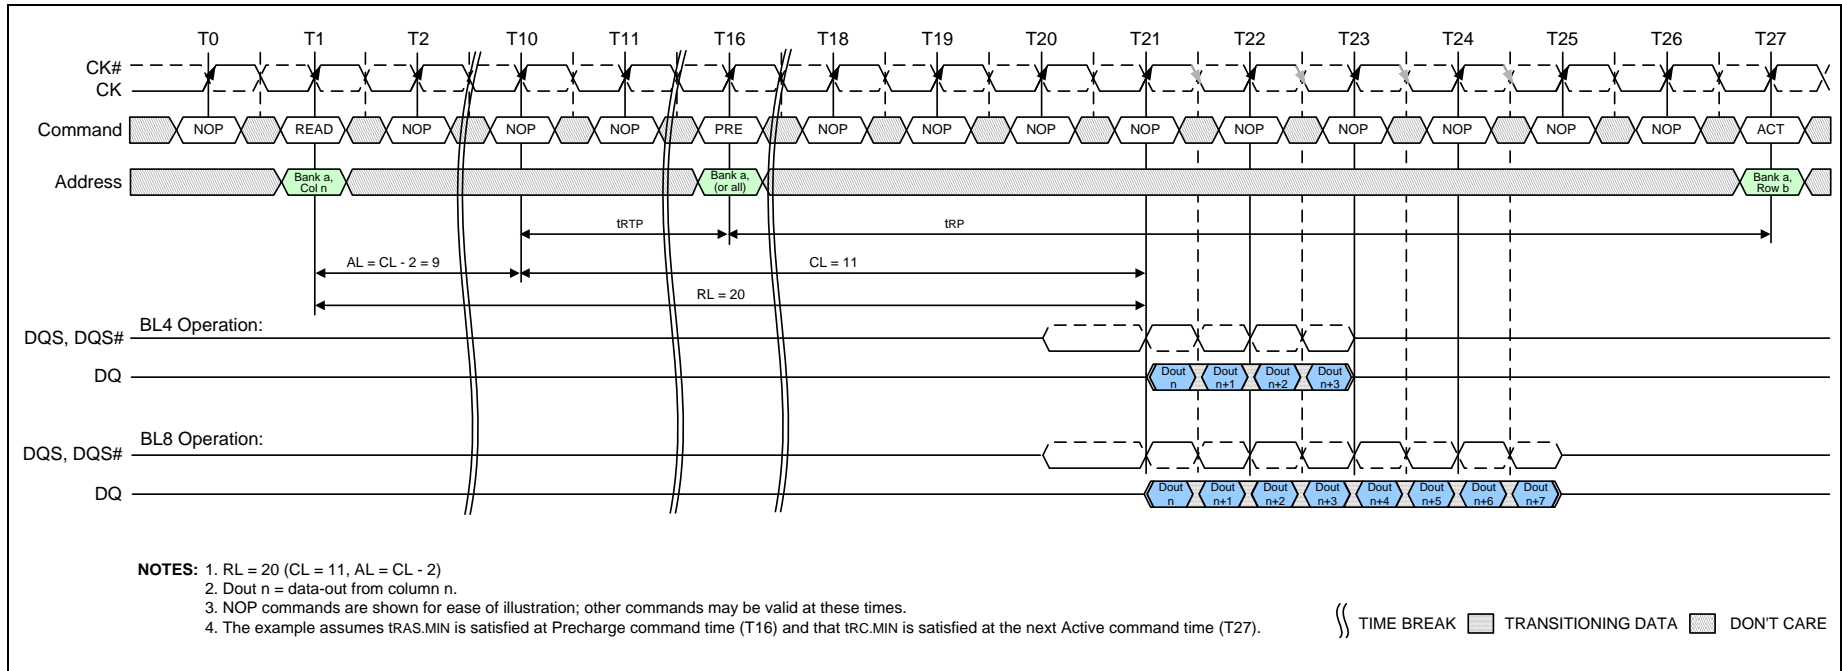 T0 T1 T2 T10 T11 T16 T18 T19 T20 T21 T22 T23 T24 T25 T26 T27
CK#
CK
Command NOP READ NOP NOP NOP PRE NOP NOP NOP NOP NOP NOP NOP NOP NOP ACT
Address Bank a, Col n Bank a, (or all) Bank a, Row b
tRTP tRP
AL = CL - 2 = 9 CL = 11
RL = 20
BL4 Operation:
DQS, DQS#
DQ Dout n Dout n+1 Dout n+2 Dout n+3
BL8 Operation:
DQS, DQS#
DQ Dout n Dout n+1 Dout n+2 Dout n+3 Dout n+4 Dout n+5 Dout n+6 Dout n+7
NOTES: 1. RL = 20 (CL = 11, AL = CL - 2)
2. Dout n = data-out from column n.
3. NOP commands are shown for ease of illustration; other commands may be valid at these times.
4. The example assumes tRAS.MIN is satisfied at Precharge command time (T16) and that tRC.MIN is satisfied at the next Active command time (T27).
TIME BREAK TRANSITIONING DATA DON'T CARE